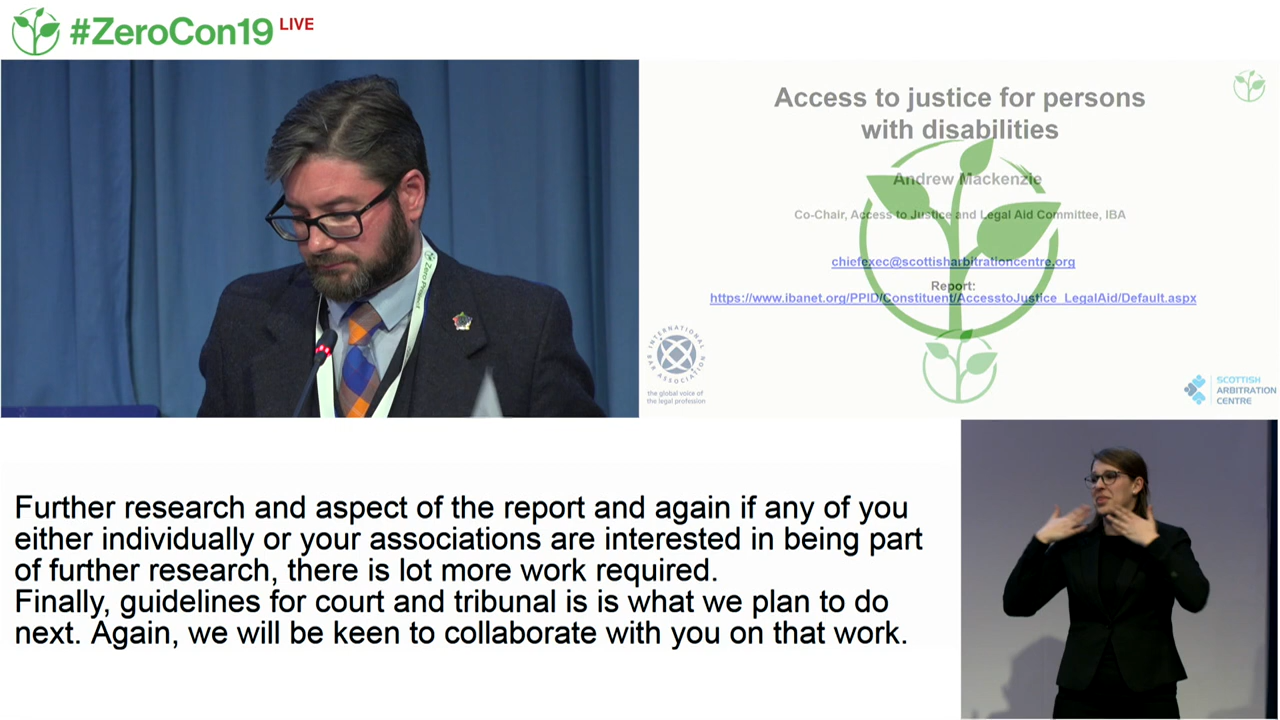 #ZeroCon19 LIVE
Access to justice for persons
with disabilities
Andrew Mackenzie
Co-Chair, Access to Justice and Legal Aid Committee, IBA
chiefexec@scottisharbitrationcentre.org
Report:
https://www.ibanet.org/PPID/Constituent/AccesstoJustice_LegalAid/Default.aspx
INTERNATIONAL BAR ASSOCIATION
the global voice of
the legal profession
SCOTTISH
ARBITRATION
CENTRE
Zero Project
Further research and aspect of the report and again if any of you
either individually or your associations are interested in being part
of further research, there is lot more work required.
Finally, guidelines for court and tribunal is is what we plan to do
next. Again, we will be keen to collaborate with you on that work.